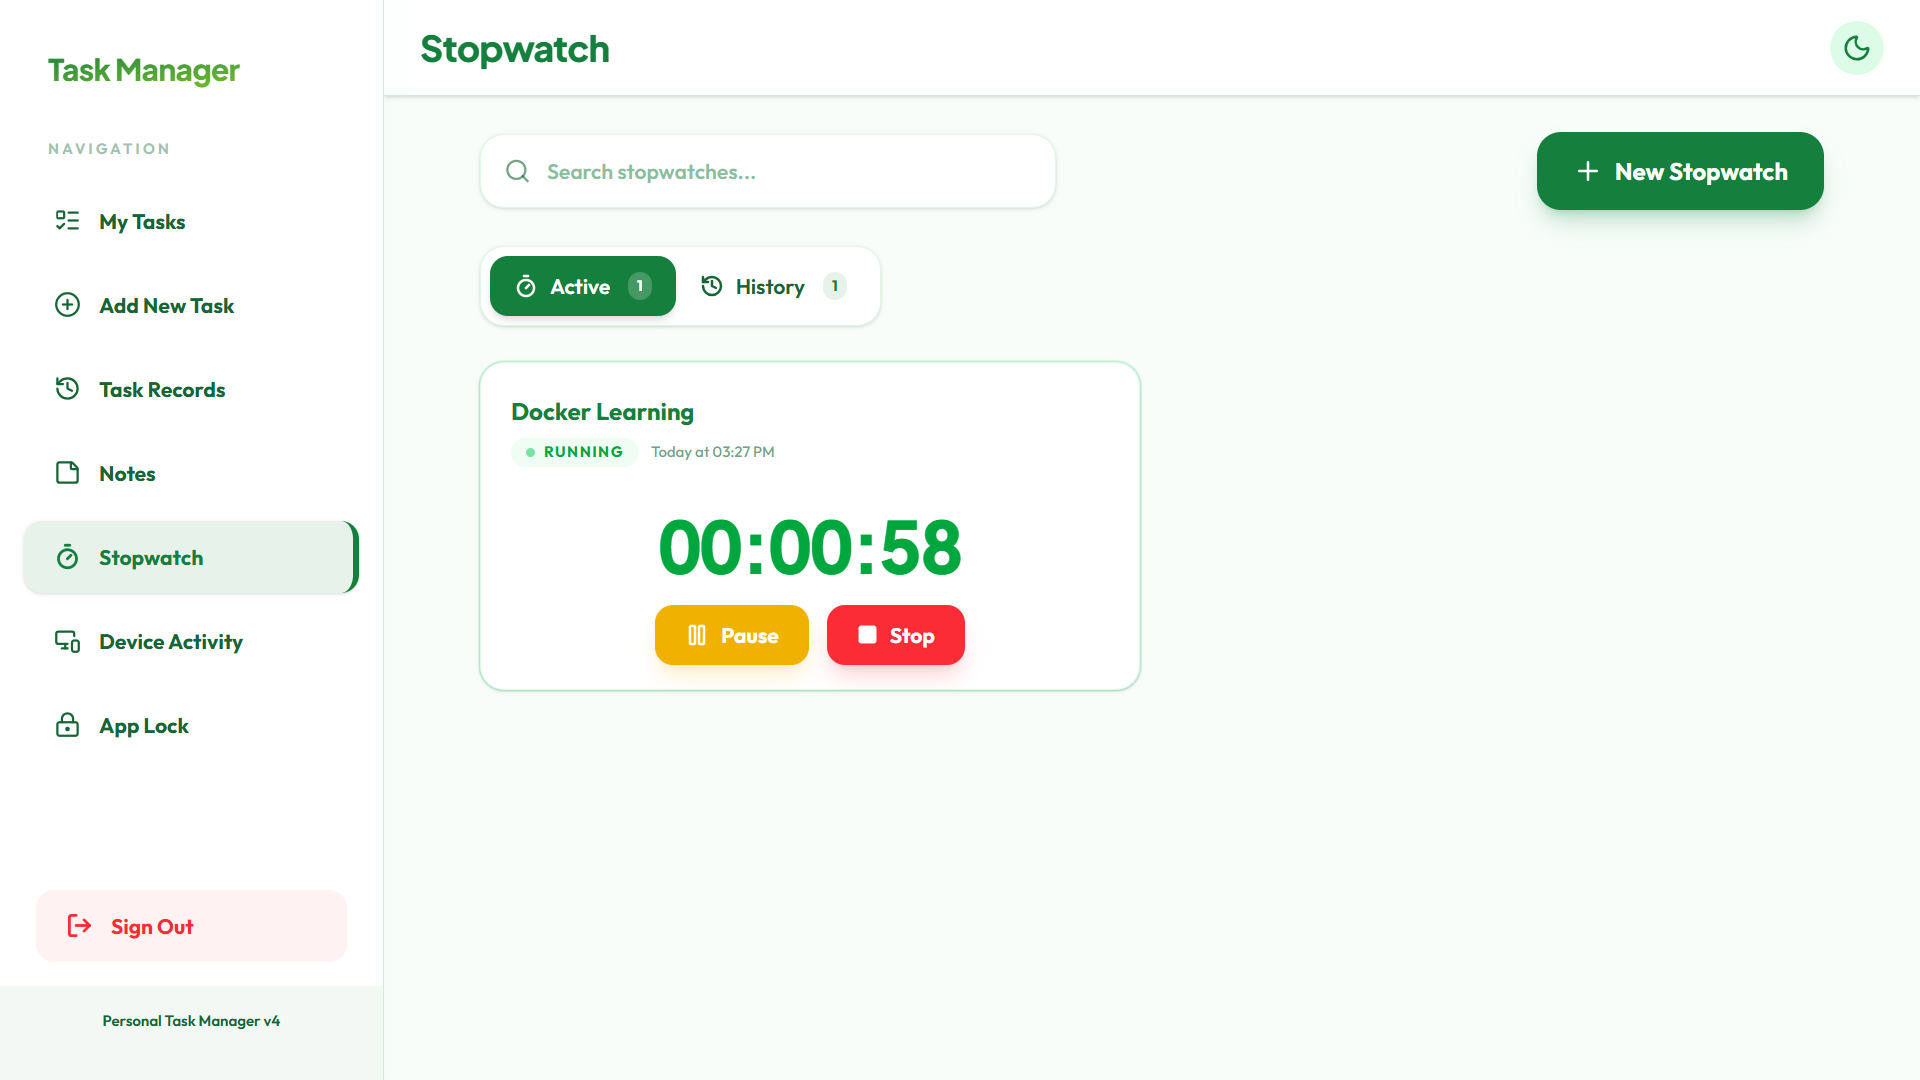 Task Manager
NAVIGATION
My Tasks
Add New Task
Task Records
Notes
Stopwatch
Device Activity
App Lock
Sign Out
Personal Task Manager v4
Stopwatch
Search stopwatches...
New Stopwatch
Active 1
History 1
Docker Learning
RUNNING Today at 03:27 PM
00:00:58
Pause
Stop